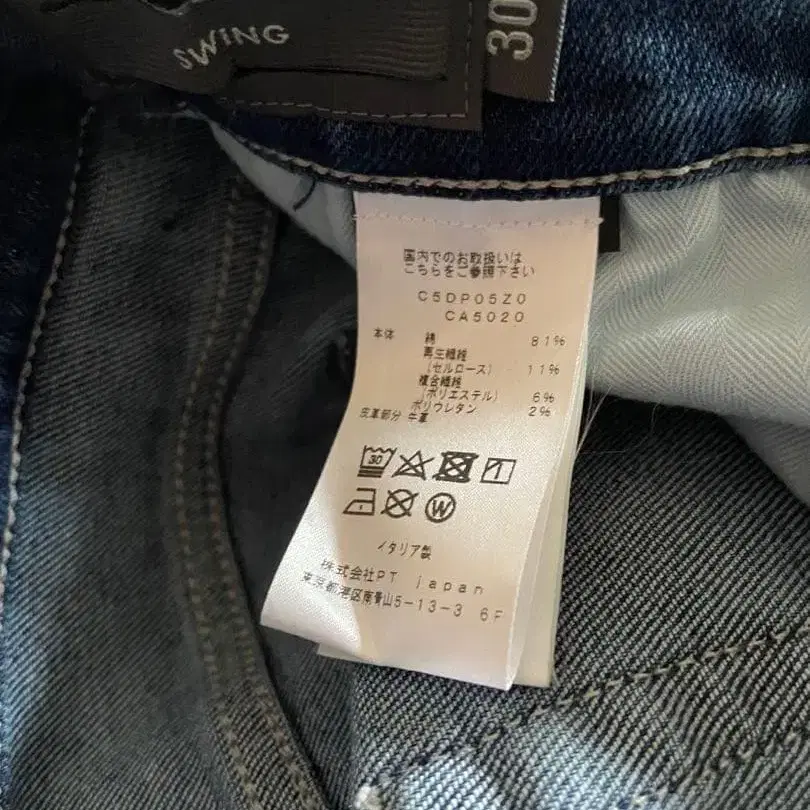 SWING
30
国内でのお取扱いは
こちらをご参照下さい
C5DP05Z0
CA5020
本体 綿 81%
再生繊維
(セルロース) 11%
複合繊維
(ポリエステル) 6%
ポリウレタン 2%
皮革部分 牛革
30
W
イタリア製
株式会社PT japan
東京都港区南青山5-13-3 6F